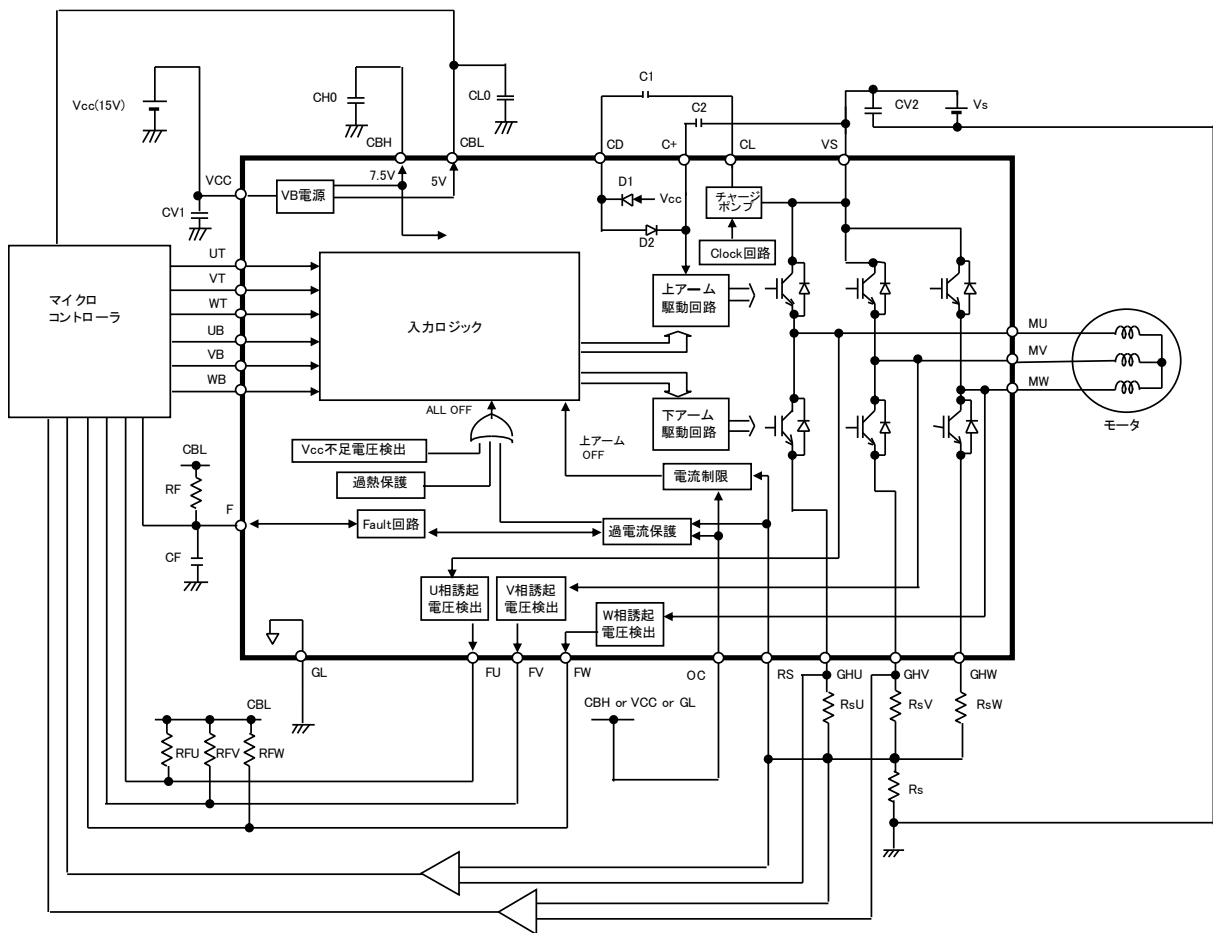 Vcc(15V)
CH0
CL0
C1
C2
CV2
Vs
CBH
CBL
CD
C+
CL
VS
VCC
7.5V
5V
VB電源
CV1
D1
Vcc
D2
チャージ
ポンプ
Clock回路
マイクロ
コントローラ
UT
VT
WT
UB
VB
WB
入力ロジック
上アーム
駆動回路
下アーム
駆動回路
MU
MV
MW
モータ
ALL OFF
上アーム
OFF
Vcc不足電圧検出
過熱保護
電流制限
CBL
RF
F
CF
Fault回路
過電流保護
U相誘起
電圧検出
V相誘起
電圧検出
W相誘起
電圧検出
GL
FU
FV
FW
OC
RS
GHU
GHV
GHW
CBH or VCC or GL
RsU
RsV
RsW
CBL
RFU
RFV
RFW
Rs